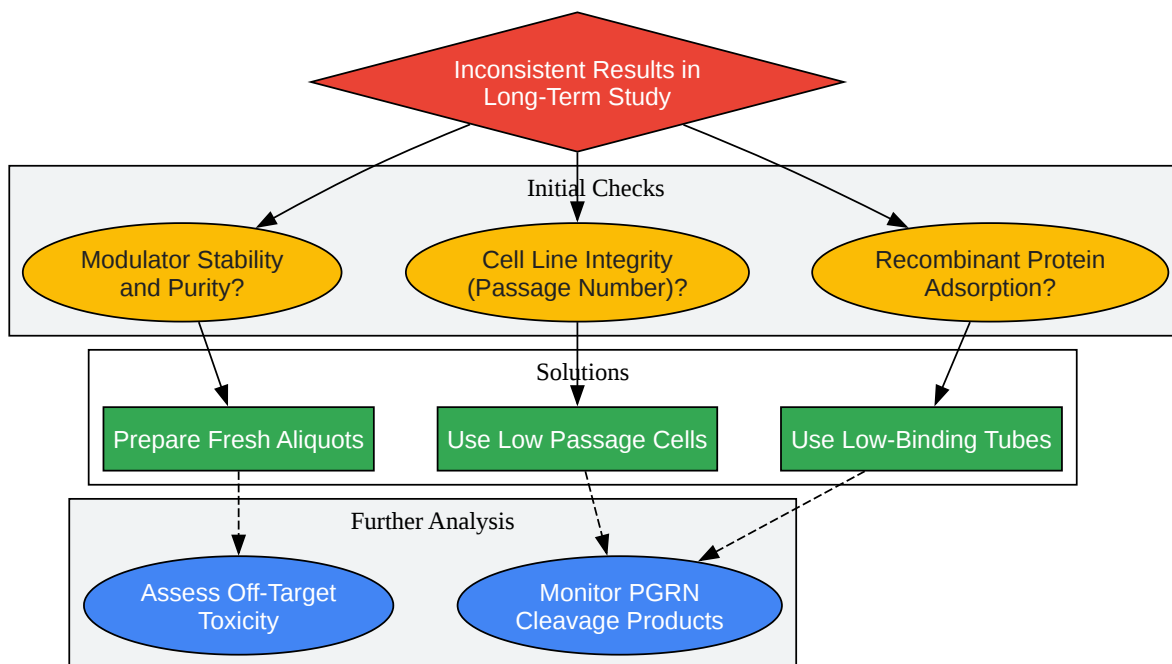 Inconsistent Results in
Long-Term Study
Initial Checks
Modulator Stability
and Purity?
Cell Line Integrity
(Passage Number)?
Recombinant Protein
Adsorption?
Solutions
Prepare Fresh Aliquots
Use Low Passage Cells
Use Low-Binding Tubes
Further Analysis
Assess Off-Target
Toxicity
Monitor PGRN
Cleavage Products